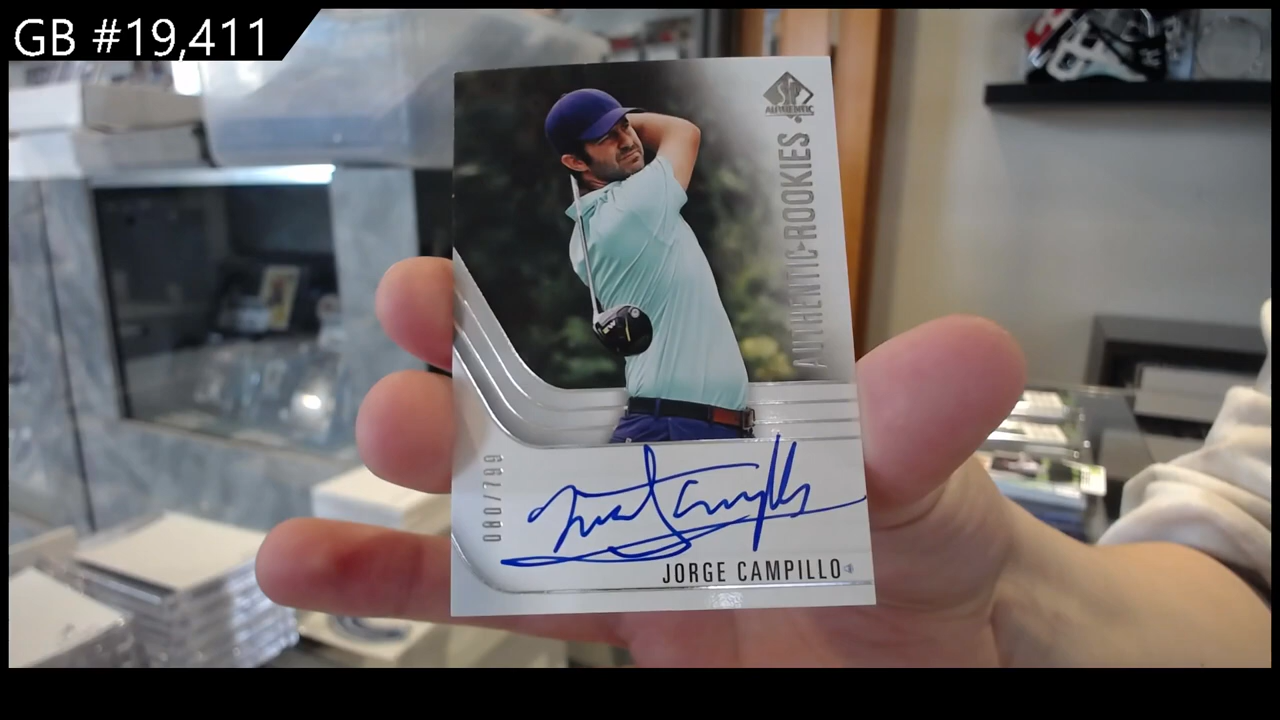 GB #19,411
SP
AUTHENTIC
AUTHENTIC ROOKIES
080/799
JORGE CAMPILLO